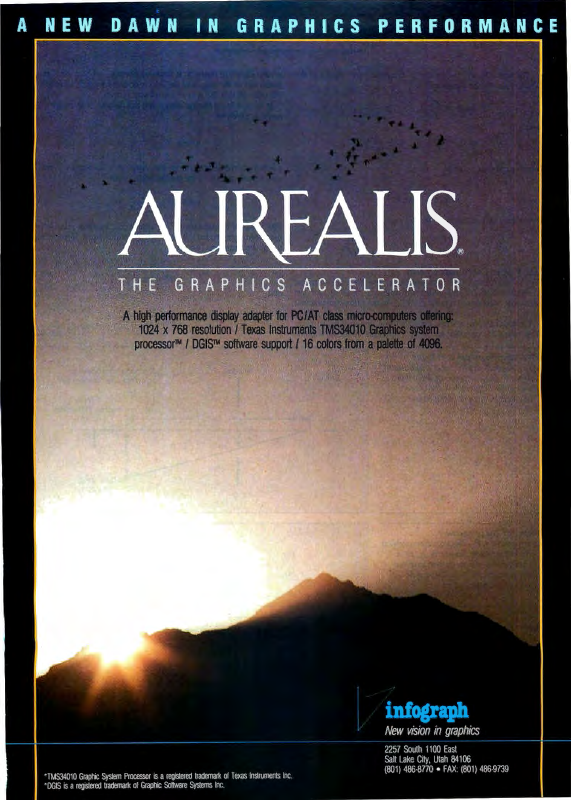 A NEW DAWN IN GRAPHICS PERFORMANCE
AUREALIS®
THE GRAPHICS ACCELERATOR
A high performance display adapter for PC/AT class micro-computers offering:
1024 x 768 resolution / Texas Instruments TMS34010 Graphics system
processor™ / DGIS™ software support / 16 colors from a palette of 4096.
infograph
New vision in graphics
2257 South 1100 East
Salt Lake City, Utah 84106
(801) 486-8770 • FAX: (801) 486-9739
*TMS34010 Graphic System Processor is a registered trademark of Texas Instruments Inc.
*DGIS is a registered trademark of Graphic Software Systems Inc.